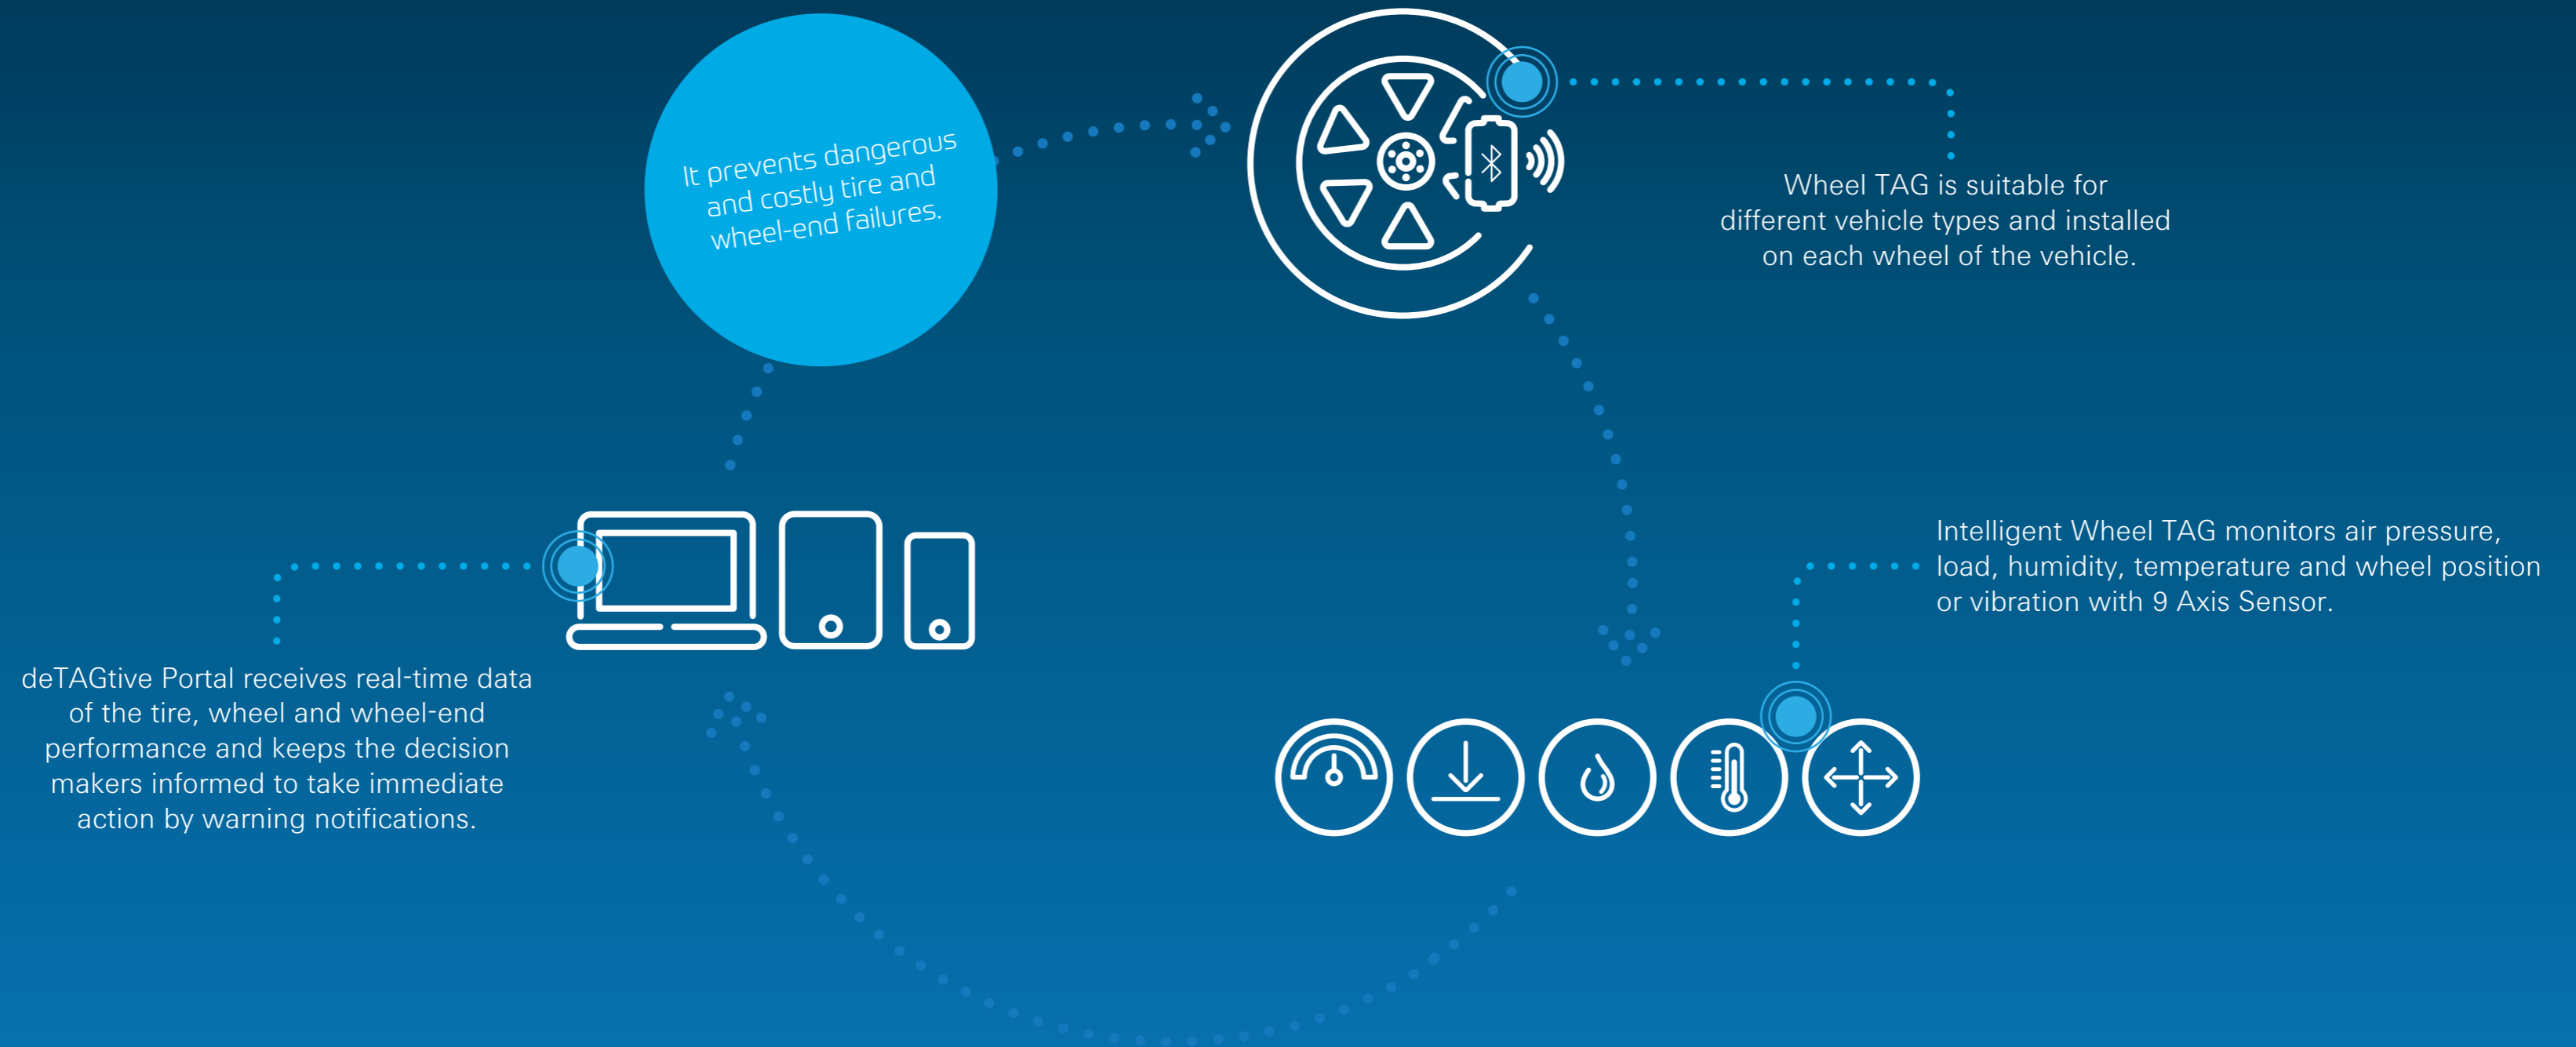 It prevents dangerous
and costly tire and
wheel-end failures.
Wheel TAG is suitable for
different vehicle types and installed
on each wheel of the vehicle.
Intelligent Wheel TAG monitors air pressure,
load, humidity, temperature and wheel position
or vibration with 9 Axis Sensor.
deTAGtive Portal receives real-time data
of the tire, wheel and wheel-end
performance and keeps the decision
makers informed to take immediate
action by warning notifications.